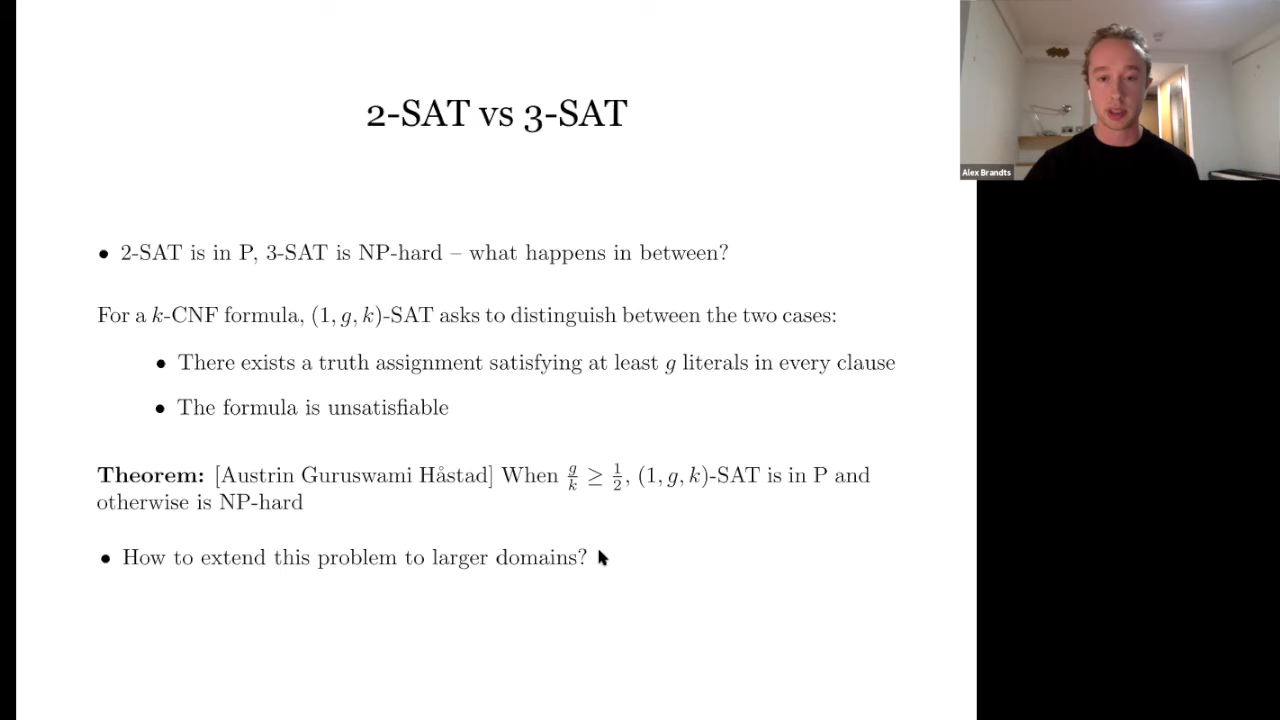 2-SAT vs 3-SAT
Alex Brandts
• 2-SAT is in P, 3-SAT is NP-hard – what happens in between?
For a k-CNF formula, (1, g, k)-SAT asks to distinguish between the two cases:
• There exists a truth assignment satisfying at least g literals in every clause
• The formula is unsatisfiable
Theorem: [Austrin Guruswami Håstad] When g/k ≥ 1/2, (1, g, k)-SAT is in P and
otherwise is NP-hard
• How to extend this problem to larger domains?